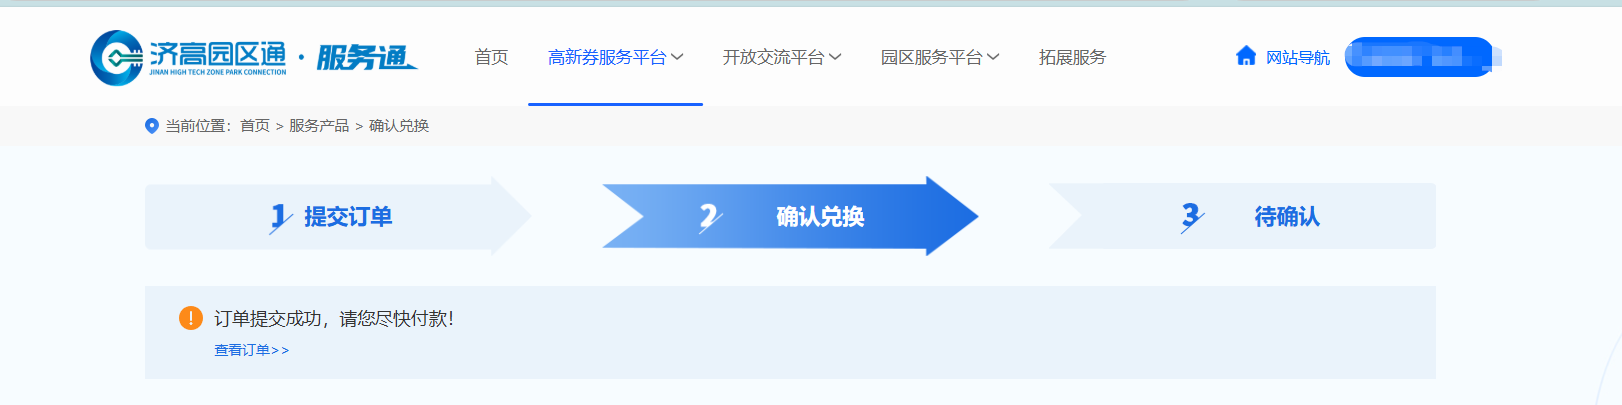 济高园区通·服务通
JINAN HIGH TECH ZONE PARK CONNECTION
首页
高新券服务平台
开放交流平台
园区服务平台
拓展服务
网站导航
当前位置：首页 > 服务产品 > 确认兑换
1 提交订单
2 确认兑换
3 待确认
订单提交成功，请您尽快付款！
查看订单>>